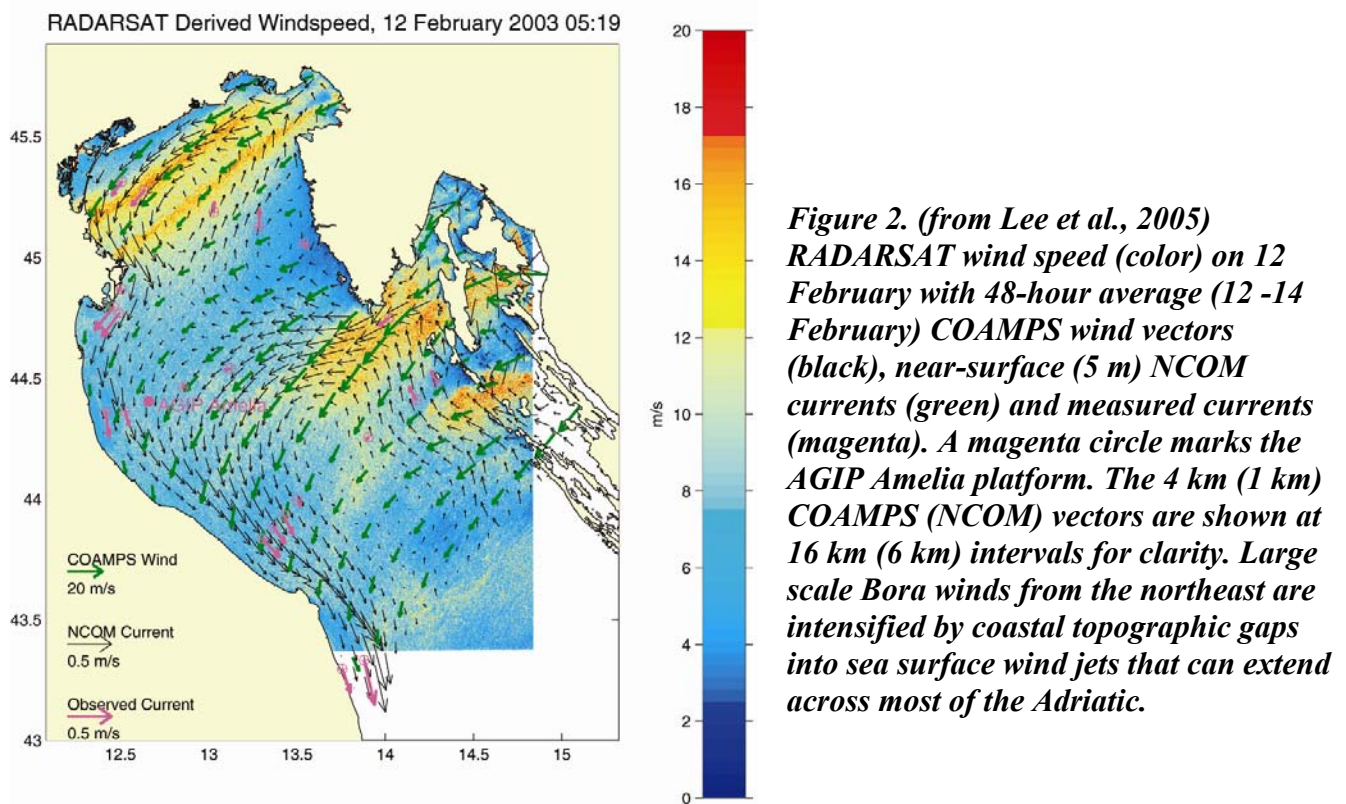 RADARSAT Derived Windspeed, 12 February 2003 05:19
45.5
45
44.5
44
43.5
43
12.5
13
13.5
14
14.5
15
AGIP Amelia
COAMPS Wind
20 m/s
NCOM Current
0.5 m/s
Observed Current
0.5 m/s
20
18
16
14
12
10
8
6
4
2
0
m/s
Figure 2. (from Lee et al., 2005)
RADARSAT wind speed (color) on 12
February with 48-hour average (12 -14
February) COAMPS wind vectors
(black), near-surface (5 m) NCOM
currents (green) and measured currents
(magenta). A magenta circle marks the
AGIP Amelia platform. The 4 km (1 km)
COAMPS (NCOM) vectors are shown at
16 km (6 km) intervals for clarity. Large
scale Bora winds from the northeast are
intensified by coastal topographic gaps
into sea surface wind jets that can extend
across most of the Adriatic.